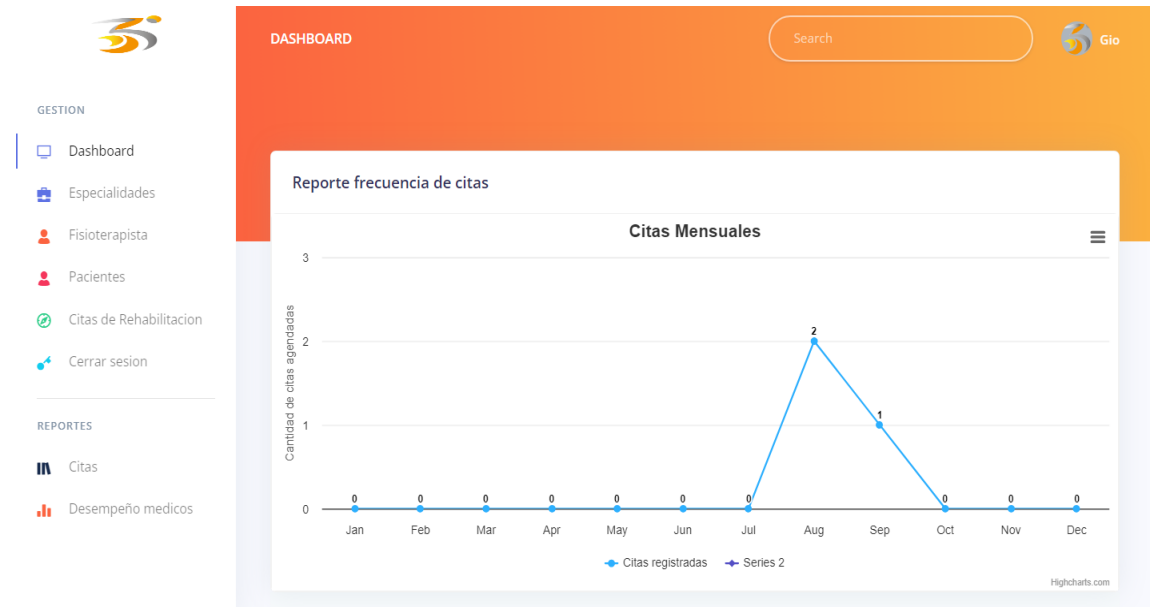 DASHBOARD
Search
Gio
GESTION
Dashboard
Especialidades
Fisioterapista
Pacientes
Citas de Rehabilitacion
Cerrar sesion
REPORTES
Citas
Desempeño medicos
Reporte frecuencia de citas
Citas Mensuales
Cantidad de citas agendadas
3
2
1
0
0 0 0 0 0 0 0 2 1 0 0 0
Jan Feb Mar Apr May Jun Jul Aug Sep Oct Nov Dec
Citas registradas Series 2
Highcharts.com